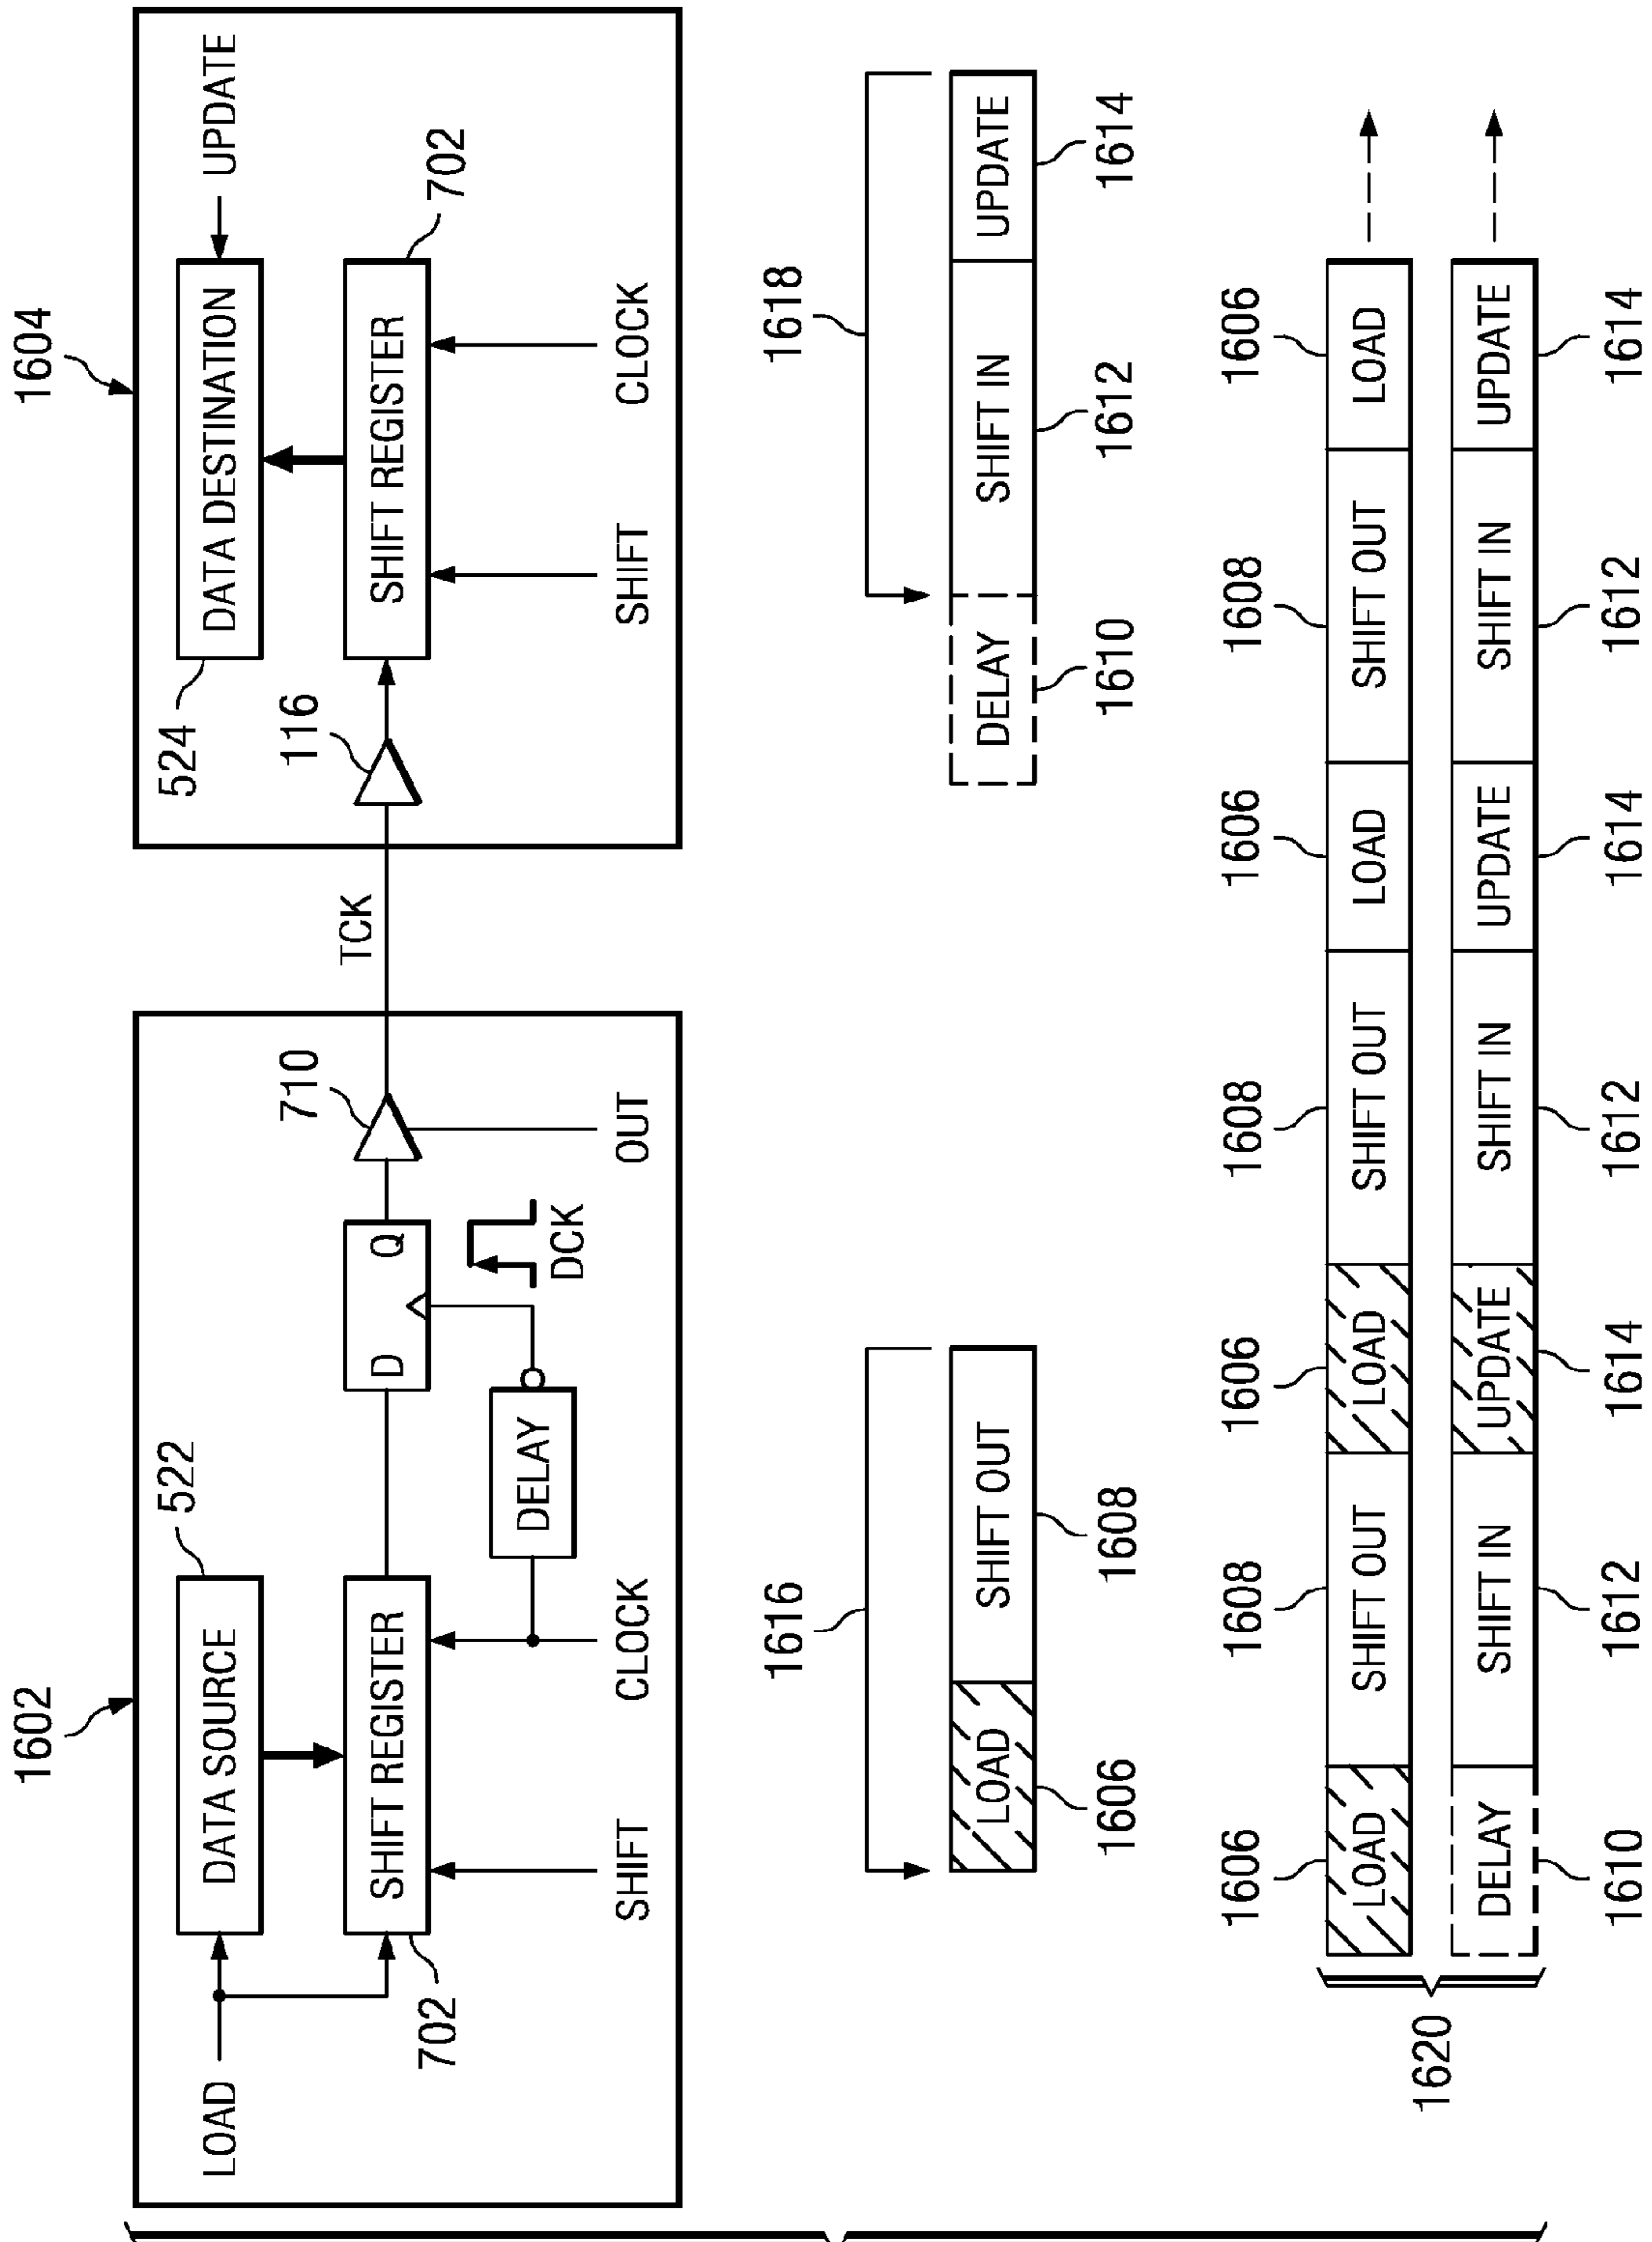 1602
1604
LOAD
DATA SOURCE
522
SHIFT REGISTER
702
SHIFT
CLOCK
DELAY
D
Q
DCK
710
OUT
TCK
116
524
DATA DESTINATION
UPDATE
SHIFT REGISTER
702
SHIFT
CLOCK
1616
LOAD
SHIFT OUT
1606
1608
1618
DELAY
SHIFT IN
UPDATE
1610
1612
1614
1606
1608
1606
1608
1606
1608
1606
LOAD
SHIFT OUT
LOAD
SHIFT OUT
LOAD
SHIFT OUT
LOAD
1620
DELAY
SHIFT IN
UPDATE
SHIFT IN
UPDATE
SHIFT IN
UPDATE
1610
1612
1614
1612
1614
1612
1614